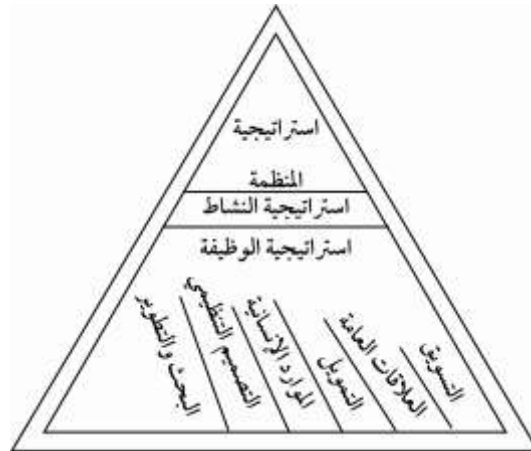 استراتيجية
المنظمة
استراتيجية النشاط
استراتيجية الوظيفة
التسويق
العلاقات العامة
التمويل
الموارد الإنسانية
التصميم التنظيمي
البحث والتطوير